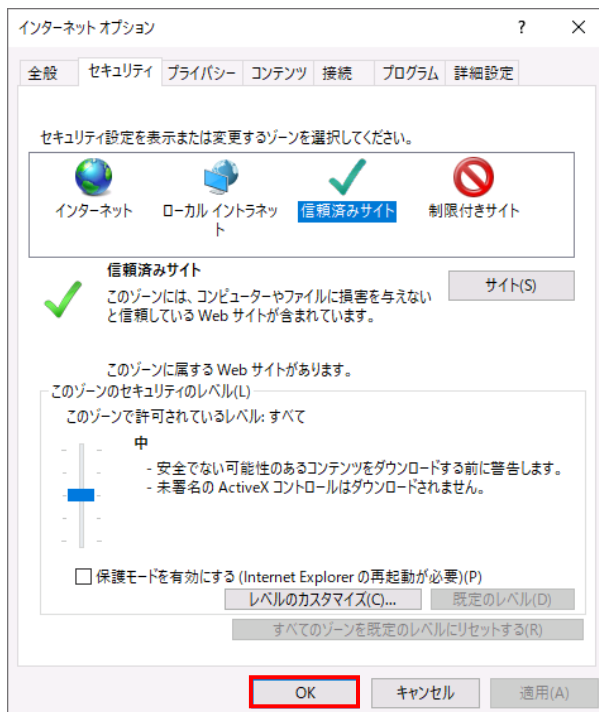 インターネット オプション
?
×
全般 セキュリティ プライバシー コンテンツ 接続 プログラム 詳細設定
セキュリティ設定を表示または変更するゾーンを選択してください。
インターネット
ローカル イントラネッ
ト
信頼済みサイト
制限付きサイト
信頼済みサイト
このゾーンには、コンピューターやファイルに損害を与えない
と信頼している Web サイトが含まれています。
サイト(S)
このゾーンに属する Web サイトがあります。
このゾーンのセキュリティのレベル(L)
このゾーンで許可されているレベル: すべて
中
- 安全でない可能性のあるコンテンツをダウンロードする前に警告します。
- 未署名の ActiveX コントロールはダウンロードされません。
保護モードを有効にする (Internet Explorer の再起動が必要)(P)
レベルのカスタマイズ(C)... 既定のレベル(D)
すべてのゾーンを既定のレベルにリセットする(R)
OK キャンセル 適用(A)